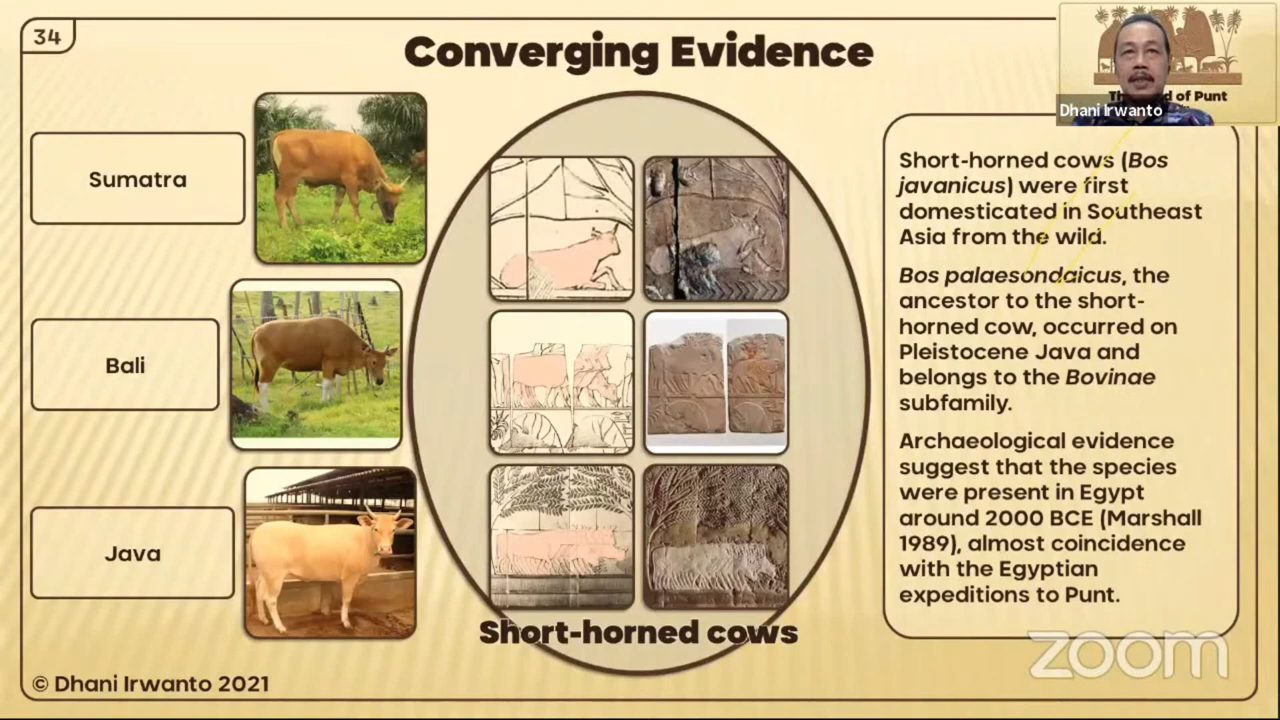 34
Converging Evidence
Dhani Irwanto
Sumatra
Bali
Java
Short-horned cows
Short-horned cows (Bos
javanicus) were first
domesticated in Southeast
Asia from the wild.
Bos palaesondaicus, the
ancestor to the short-
horned cow, occurred on
Pleistocene Java and
belongs to the Bovinae
subfamily.
Archaeological evidence
suggest that the species
were present in Egypt
around 2000 BCE (Marshall
1989), almost coincidence
with the Egyptian
expeditions to Punt.
zoom
© Dhani Irwanto 2021